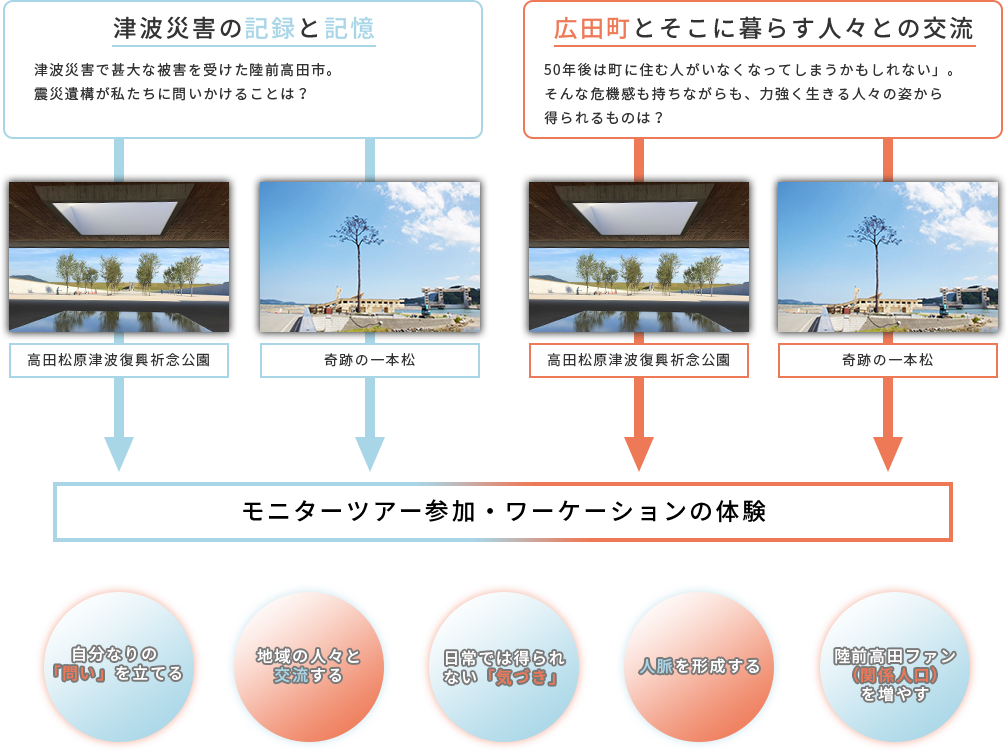 津波災害の記録と記憶
津波災害で甚大な被害を受けた陸前高田市。
震災遺構が私たちに問いかけることは？
広田町とそこに暮らす人々との交流
50年後は町に住む人がいなくなってしまうかもしれない」。
そんな危機感も持ちながらも、力強く生きる人々の姿から
得られるものは？
高田松原津波復興祈念公園
奇跡の一本松
高田松原津波復興祈念公園
奇跡の一本松
モニターツアー参加・ワーケーションの体験
自分なりの
「問い」を立てる
地域の人々と
交流する
日常では得られ
ない「気づき」
人脈を形成する
陸前高田ファン
（関係人口）
を増やす